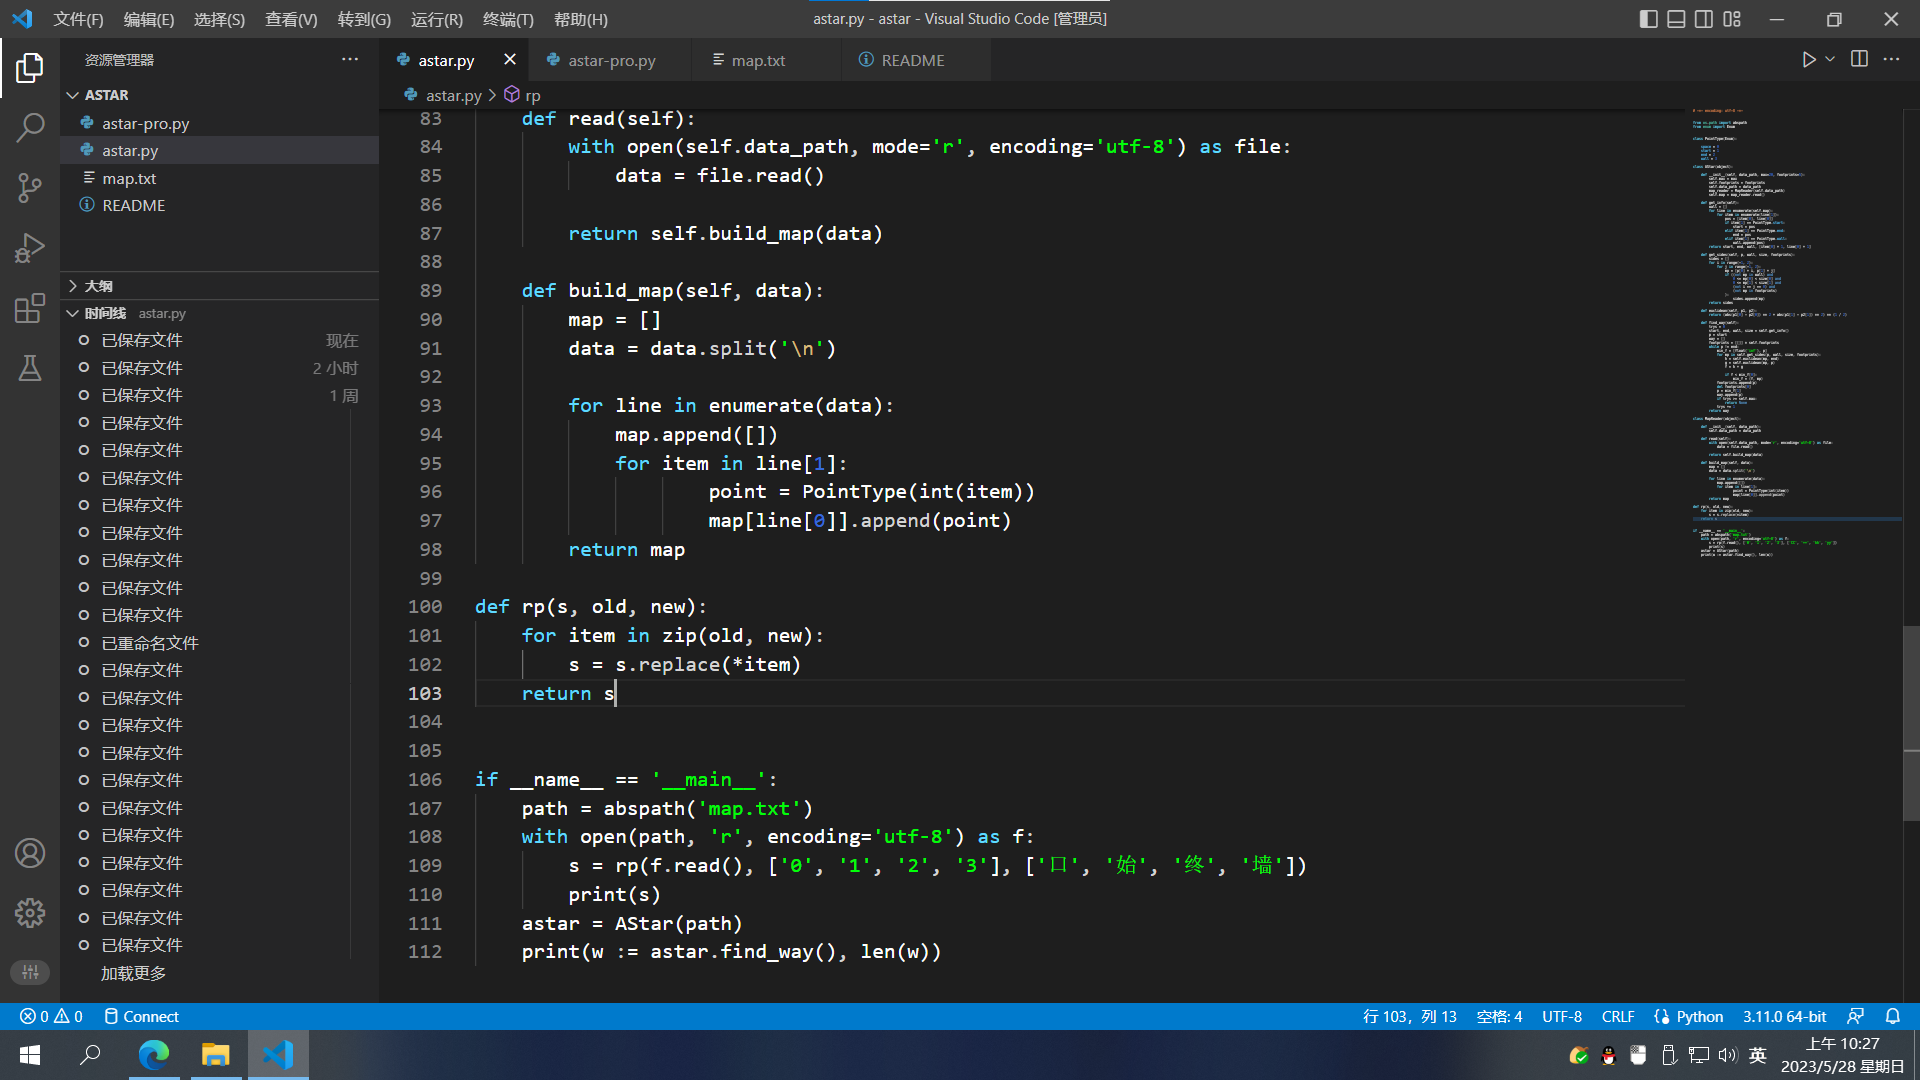 文件(F) 编辑(E) 选择(S) 查看(V) 转到(G) 运行(R) 终端(T) 帮助(H)
astar.py - astar - Visual Studio Code [管理员]
资源管理器
ASTAR
astar-pro.py
astar.py
map.txt
README
大纲
时间线 astar.py
已保存文件 现在
已保存文件 2 小时
已保存文件 1 周
已保存文件
已保存文件
已保存文件
已保存文件
已保存文件
已保存文件
已保存文件
已保存文件
已重命名文件
已保存文件
已保存文件
已保存文件
已保存文件
已保存文件
已保存文件
已保存文件
已保存文件
已保存文件
已保存文件
已保存文件
加载更多
astar.py astar-pro.py map.txt README
astar.py > rp
83 def read(self):
84 with open(self.data_path, mode='r', encoding='utf-8') as file:
85 data = file.read()
86
87 return self.build_map(data)
88
89 def build_map(self, data):
90 map = []
91 data = data.split('\n')
92
93 for line in enumerate(data):
94 map.append([])
95 for item in line[1]:
96 point = PointType(int(item))
97 map[line[0]].append(point)
98 return map
99
100 def rp(s, old, new):
101 for item in zip(old, new):
102 s = s.replace(*item)
103 return s
104
105
106 if __name__ == '__main__':
107 path = abspath('map.txt')
108 with open(path, 'r', encoding='utf-8') as f:
109 s = rp(f.read(), ['0', '1', '2', '3'], ['口', '始', '终', '墙'])
110 print(s)
111 astar = AStar(path)
112 print(w := astar.find_way(), len(w))
0 0 Connect
行 103，列 13 空格: 4 UTF-8 CRLF Python 3.11.0 64-bit
英
上午 10:27
2023/5/28 星期日